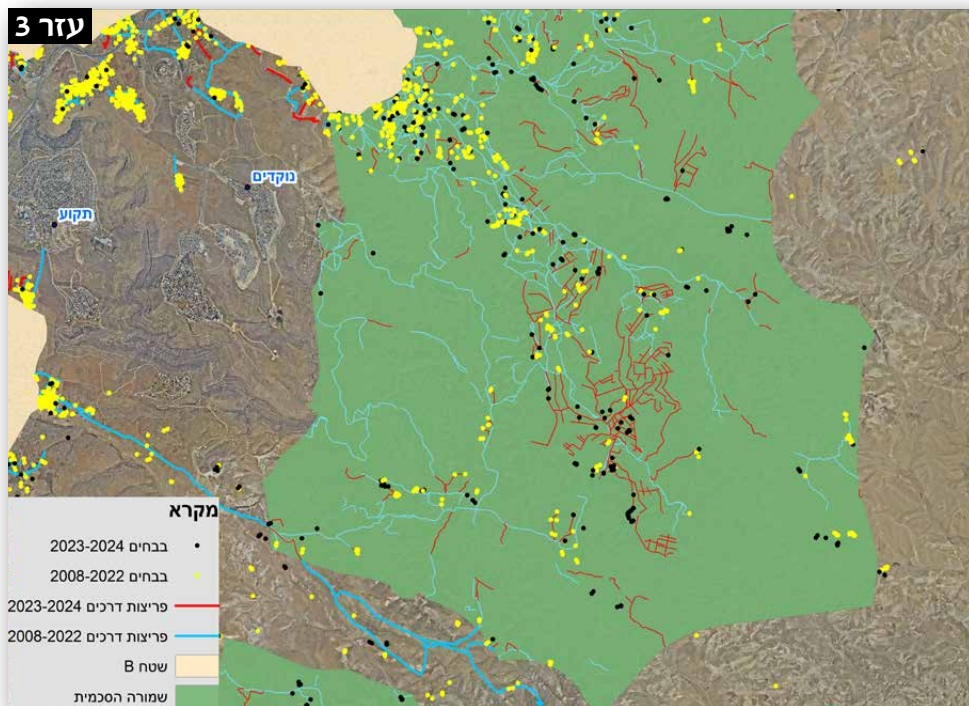 עזר 3
נוקדים
תקוע
מקרא
בבחים 2023-2024
בבחים 2008-2022
פריצות דרכים 2023-2024
פריצות דרכים 2008-2022
שטח B
שמורה הסכמית